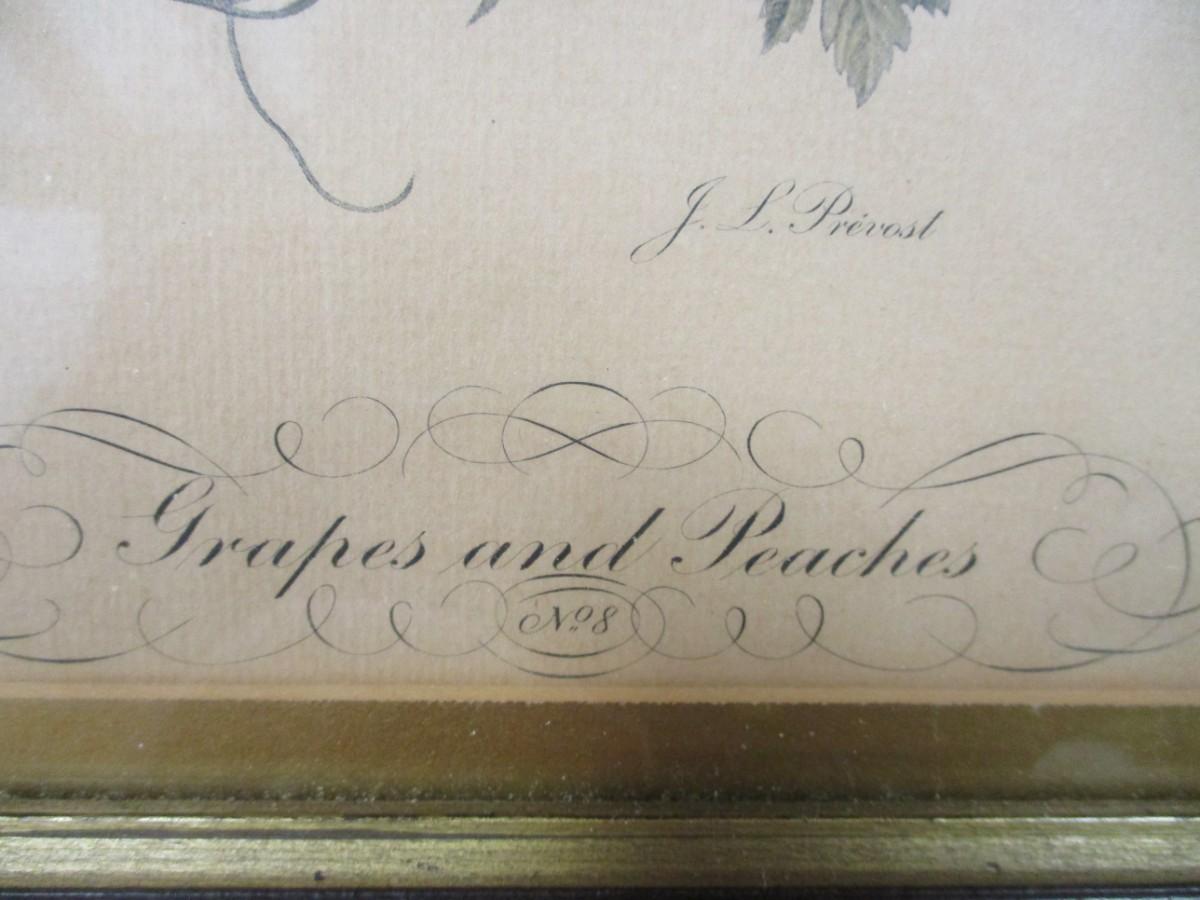 J. L. Prévost
Grapes and Peaches
No. 8